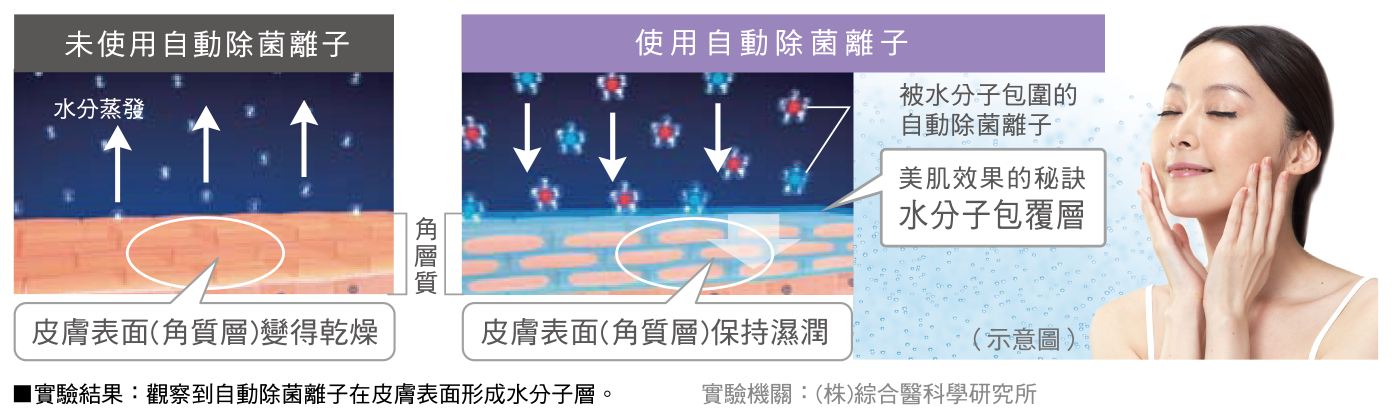 未使用自動除菌離子
水分蒸發
皮膚表面(角質層)變得乾燥
角層質
使用自動除菌離子
被水分子包圍的
自動除菌離子
美肌效果的秘訣
水分子包覆層
皮膚表面(角質層)保持濕潤
(示意圖)
■實驗結果:觀察到自動除菌離子在皮膚表面形成水分子層。
實驗機關:(株)綜合醫科學研究所